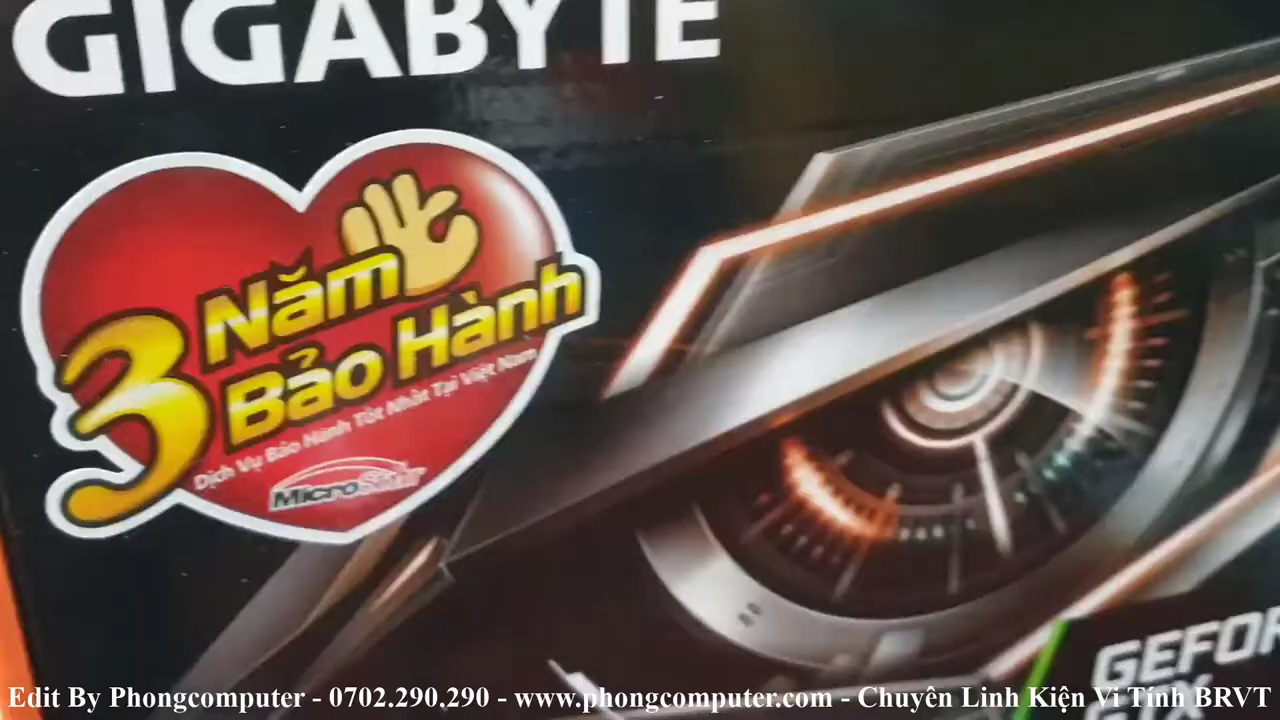 GIGABYTE
3 Năm
Bảo Hành
Dịch Vụ Bảo Hành Tốt Nhất Tại Việt Nam
MicroStar
GEFOR
Edit By Phongcomputer - 0702.290.290 - www.phongcomputer.com - Chuyên Linh Kiện Vi Tính BRVT